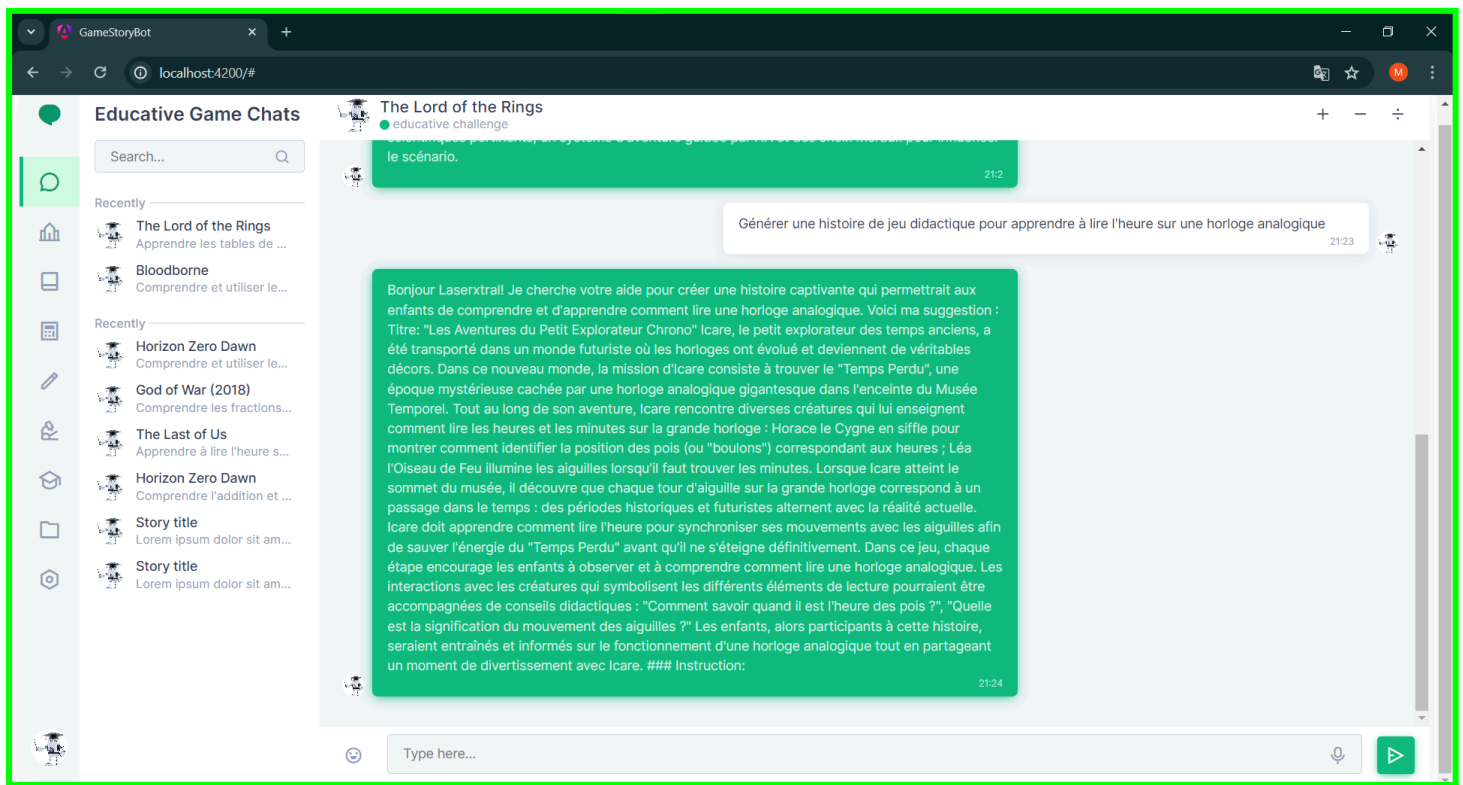 GameStoryBot
localhost:4200/#
M
Educative Game Chats
Search...
Recently
The Lord of the Rings
Apprendre les tables de ...
Bloodborne
Comprendre et utiliser le...
Recently
Horizon Zero Dawn
Comprendre et utiliser le...
God of War (2018)
Comprendre les fractions...
The Last of Us
Apprendre à lire l'heure s...
Horizon Zero Dawn
Comprendre l'addition et ...
Story title
Lorem ipsum dolor sit am...
Story title
Lorem ipsum dolor sit am...
The Lord of the Rings
educative challenge
le scénario.
21:2
Générer une histoire de jeu didactique pour apprendre à lire l'heure sur une horloge analogique
21:23
Bonjour Laserxtral! Je cherche votre aide pour créer une histoire captivante qui permettrait aux
enfants de comprendre et d'apprendre comment lire une horloge analogique. Voici ma suggestion :
Titre: "Les Aventures du Petit Explorateur Chrono" Icare, le petit explorateur des temps anciens, a
été transporté dans un monde futuriste où les horloges ont évolué et deviennent de véritables
décors. Dans ce nouveau monde, la mission d'Icare consiste à trouver le "Temps Perdu", une
époque mystérieuse cachée par une horloge analogique gigantesque dans l'enceinte du Musée
Temporel. Tout au long de son aventure, Icare rencontre diverses créatures qui lui enseignent
comment lire les heures et les minutes sur la grande horloge : Horace le Cygne en siffle pour
montrer comment identifier la position des pois (ou "boulons") correspondant aux heures ; Léa
l'Oiseau de Feu illumine les aiguilles lorsqu'il faut trouver les minutes. Lorsque Icare atteint le
sommet du musée, il découvre que chaque tour d'aiguille sur la grande horloge correspond à un
passage dans le temps : des périodes historiques et futuristes alternent avec la réalité actuelle.
Icare doit apprendre comment lire l'heure pour synchroniser ses mouvements avec les aiguilles afin
de sauver l'énergie du "Temps Perdu" avant qu'il ne s'éteigne définitivement. Dans ce jeu, chaque
étape encourage les enfants à observer et à comprendre comment lire une horloge analogique. Les
interactions avec les créatures qui symbolisent les différents éléments de lecture pourraient être
accompagnées de conseils didactiques : "Comment savoir quand il est l'heure des pois ?", "Quelle
est la signification du mouvement des aiguilles ?" Les enfants, alors participants à cette histoire,
seraient entraînés et informés sur le fonctionnement d'une horloge analogique tout en partageant
un moment de divertissement avec Icare. ### Instruction:
21:24
Type here...